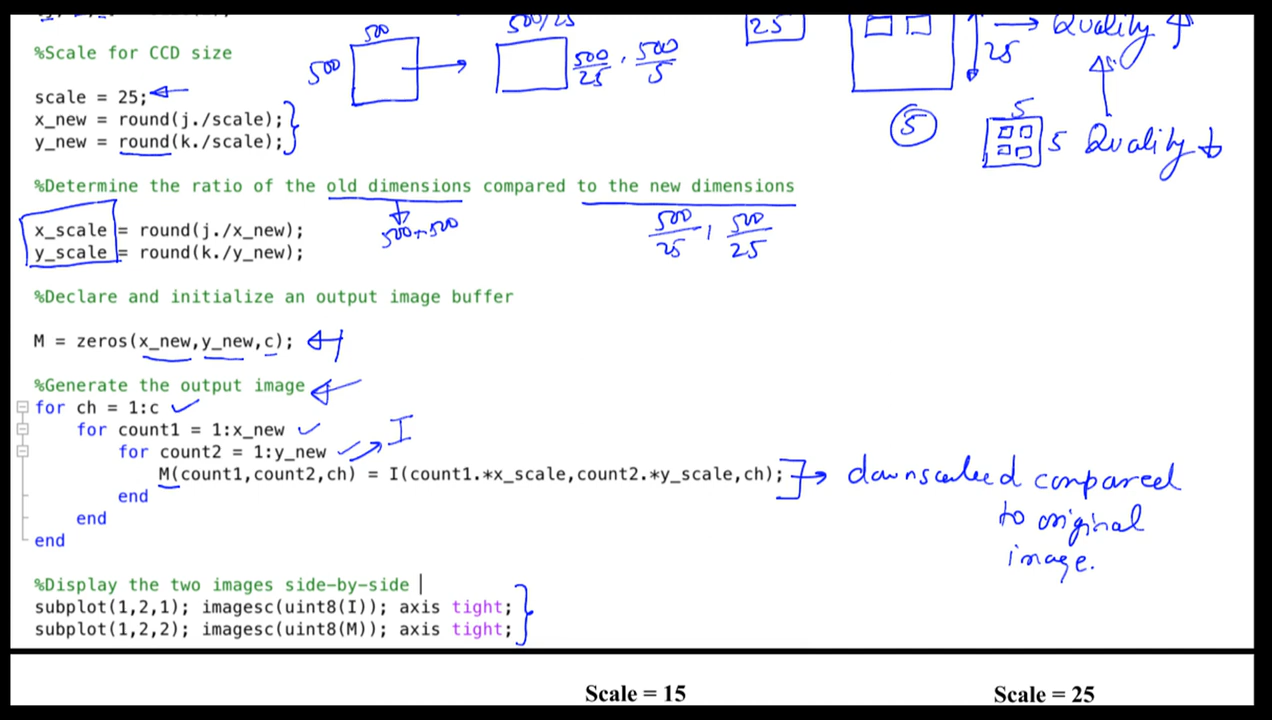 500 500/25 25 Quality ↑
%Scale for CCD size
500 500/25 , 500/5 25
scale = 25;
x_new = round(j./scale);
y_new = round(k./scale);
5 5 5 Quality ↓
%Determine the ratio of the old dimensions compared to the new dimensions
x_scale = round(j./x_new);
y_scale = round(k./y_new);
500+500 500/25 , 500/25
%Declare and initialize an output image buffer
M = zeros(x_new,y_new,c);
%Generate the output image
for ch = 1:c
for count1 = 1:x_new
I
for count2 = 1:y_new
M(count1,count2,ch) = I(count1.*x_scale,count2.*y_scale,ch); → downscaleed compared
end
end
to original
end
image.
%Display the two images side-by-side
subplot(1,2,1); imagesc(uint8(I)); axis tight;
subplot(1,2,2); imagesc(uint8(M)); axis tight;
Scale = 15 Scale = 25